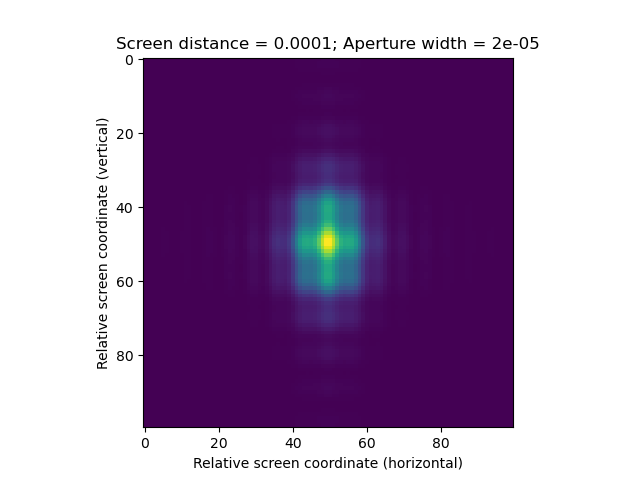 Screen distance = 0.0001; Aperture width = 2e-05
0
20
40
60
80
Relative screen coordinate (vertical)
0 20 40 60 80
Relative screen coordinate (horizontal)